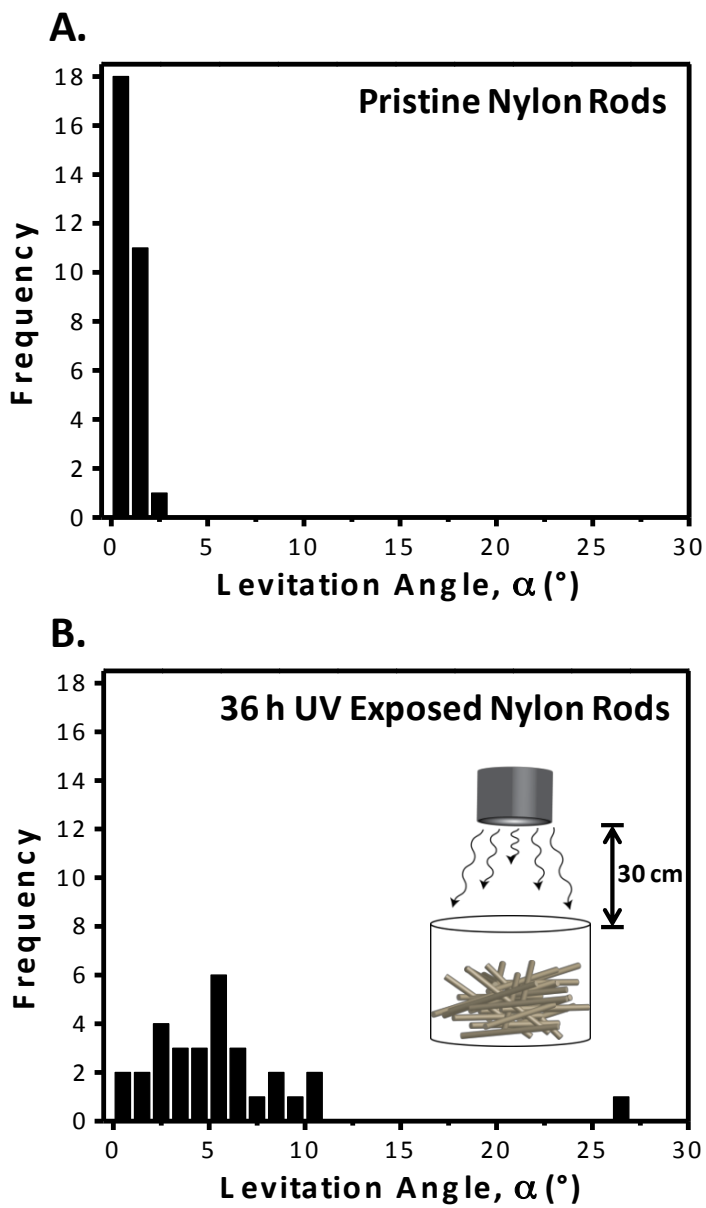 A.
Pristine Nylon Rods
18
16
14
12
10
8
6
4
2
0
Frequency
0 5 10 15 20 25 30
Levitation Angle, α (°)
B.
36 h UV Exposed Nylon Rods
18
16
14
12
10
8
6
4
2
0
Frequency
30 cm
0 5 10 15 20 25 30
Levitation Angle, α (°)